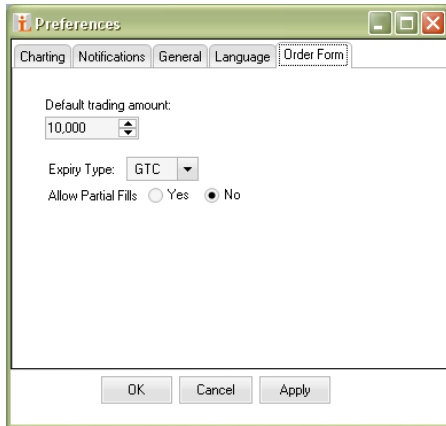 Preferences
Charting Notifications General Language Order Form
Default trading amount:
10,000
Expiry Type: GTC
Allow Partial Fills Yes No
OK Cancel Apply